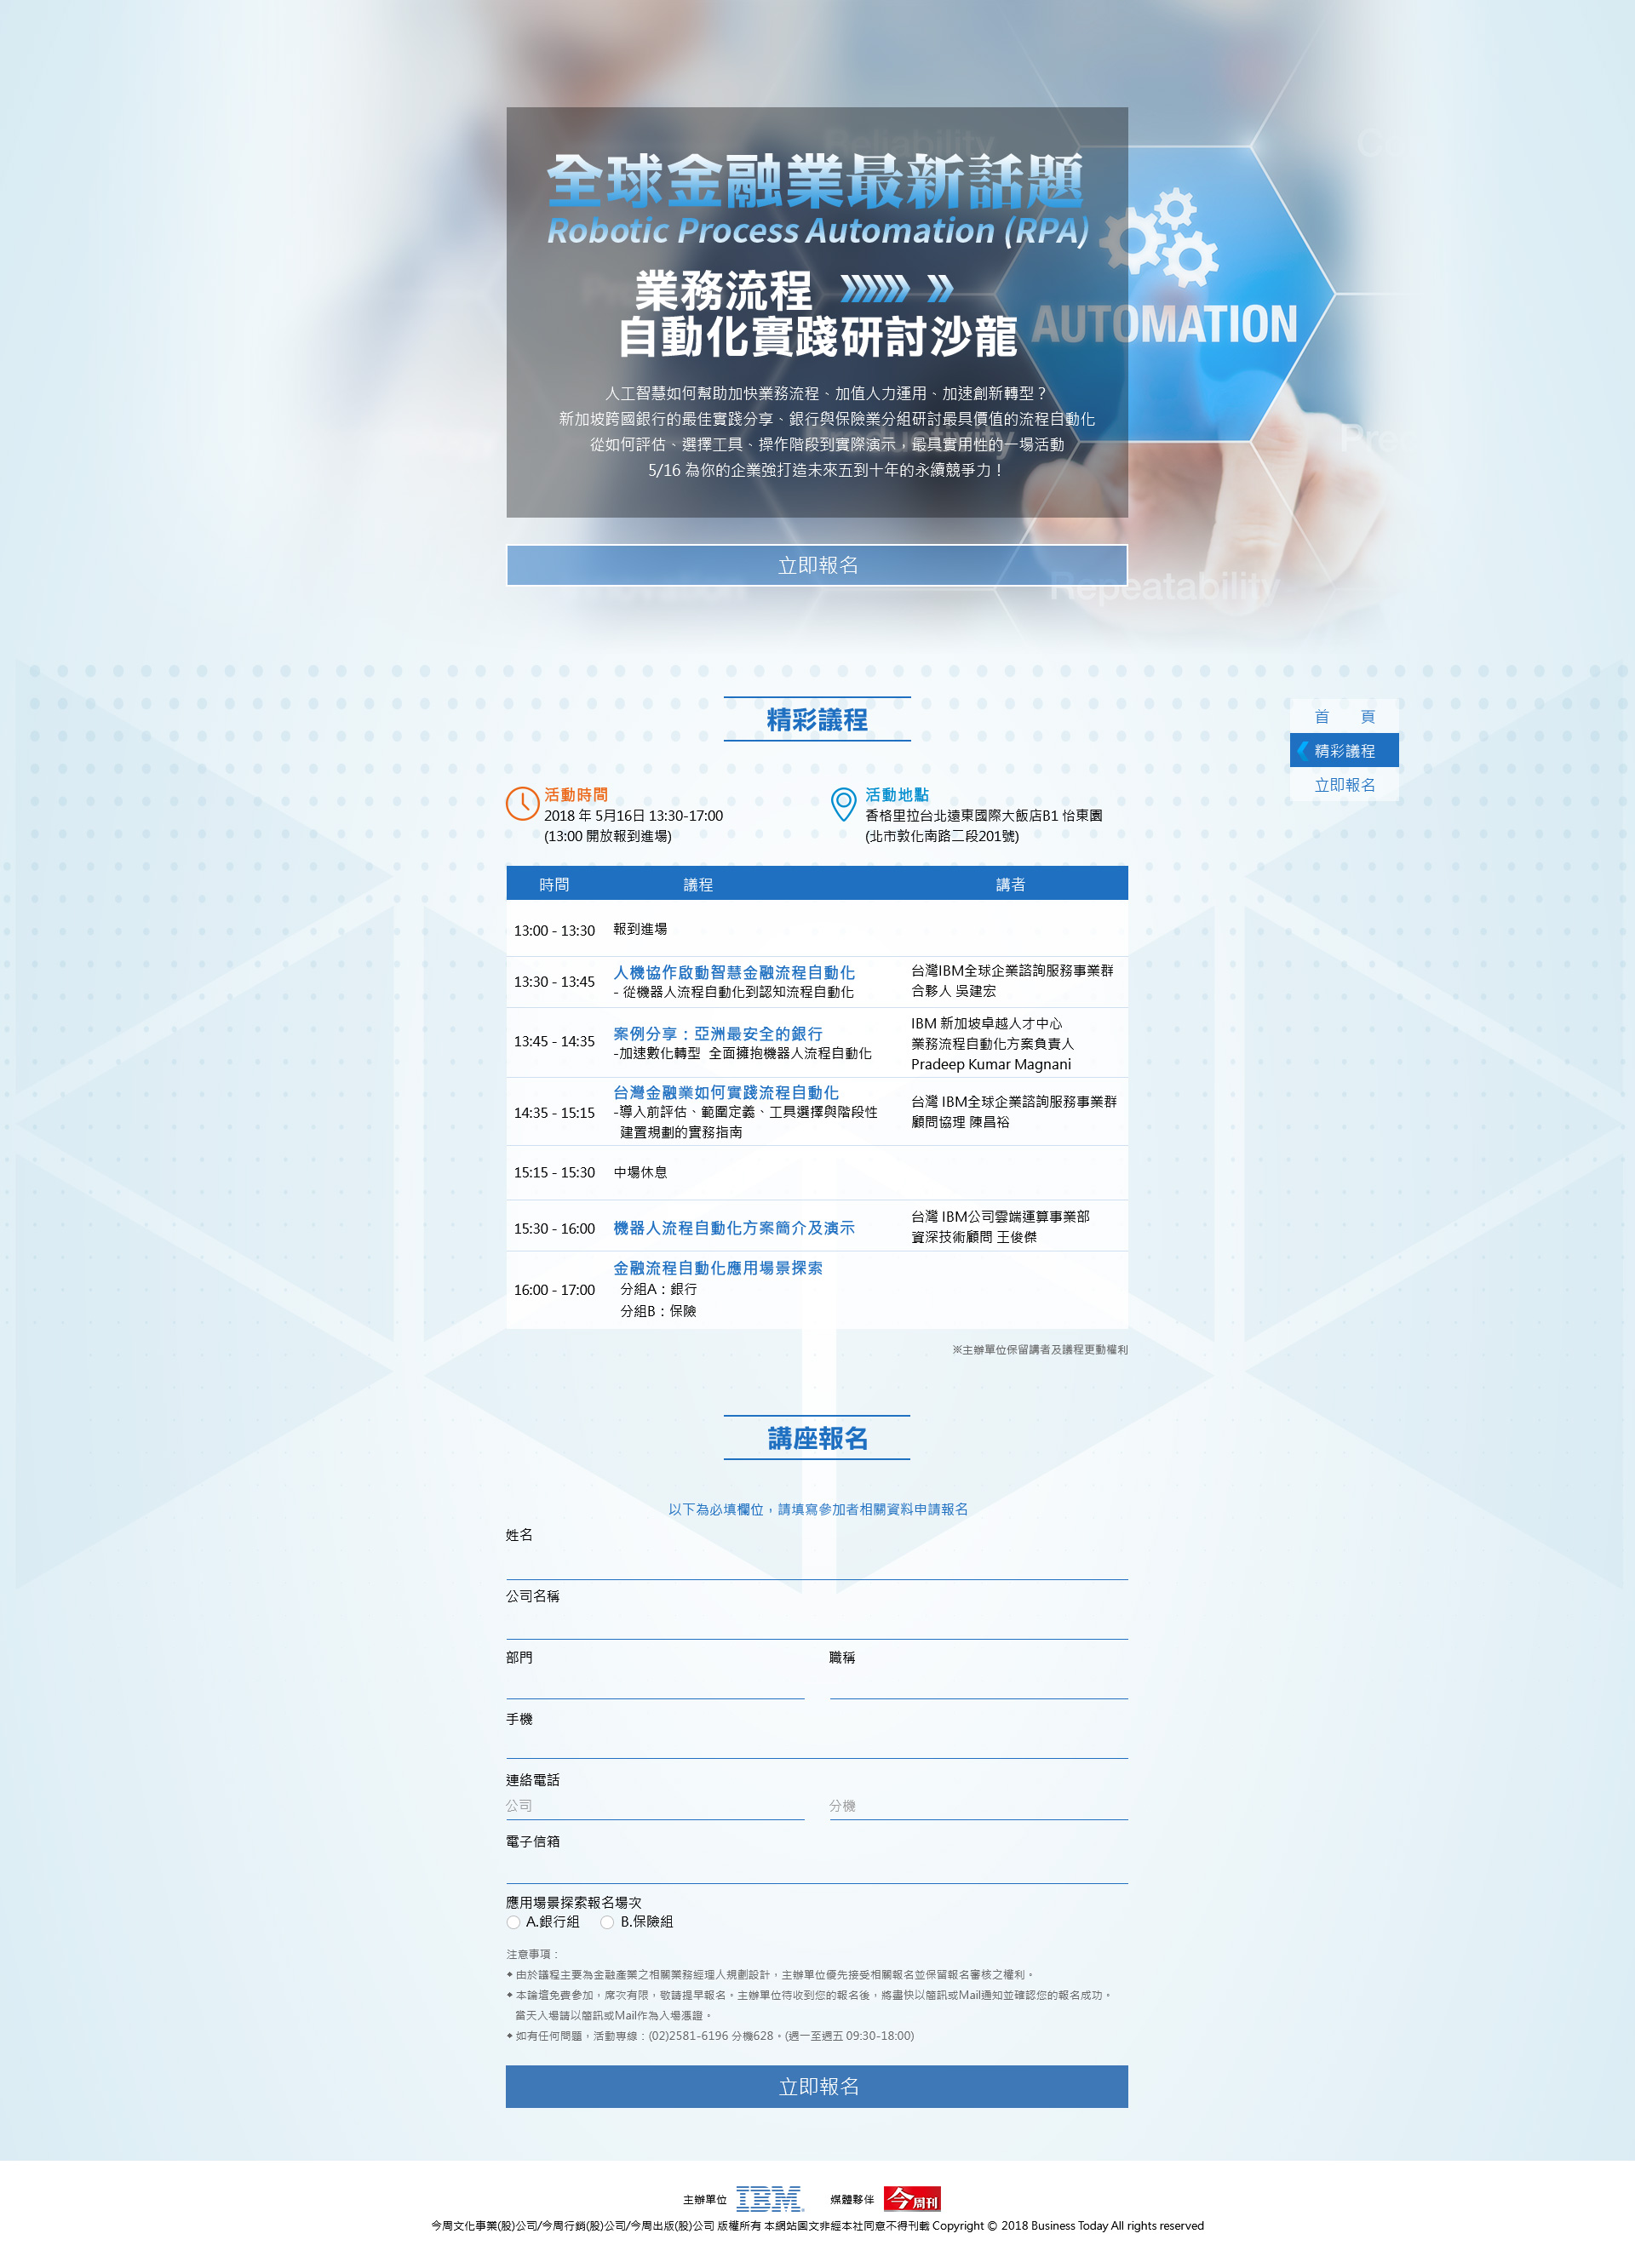 Reliability
全球金融業最新話題
Robotic Process Automation (RPA)
業務流程
自動化實踐研討沙龍
AUTOMATION
人工智慧如何幫助加快業務流程、加值人力運用、加速創新轉型？
新加坡跨國銀行的最佳實踐分享、銀行與保險業分組研討最具價值的流程自動化
從如何評估、選擇工具、操作階段到實際演示，最具實用性的一場活動
5/16 為你的企業強打造未來五到十年的永續競爭力！
Productivity
立即報名
Innovation
Repeatability
精彩議程
首 頁
精彩議程
立即報名
活動時間
2018 年 5月16日 13:30-17:00
(13:00 開放報到進場)
活動地點
香格里拉台北遠東國際大飯店B1 怡東園
(北市敦化南路二段201號)
時間 議程 講者
13:00 - 13:30 報到進場
13:30 - 13:45 人機協作啟動智慧金融流程自動化
- 從機器人流程自動化到認知流程自動化
台灣IBM全球企業諮詢服務事業群
合夥人 吳建宏
13:45 - 14:35 案例分享：亞洲最安全的銀行
-加速數化轉型 全面擁抱機器人流程自動化
IBM 新加坡卓越人才中心
業務流程自動化方案負責人
Pradeep Kumar Magnani
14:35 - 15:15 台灣金融業如何實踐流程自動化
-導入前評估、範圍定義、工具選擇與階段性
建置規劃的實務指南
台灣 IBM全球企業諮詢服務事業群
顧問協理 陳昌裕
15:15 - 15:30 中場休息
15:30 - 16:00 機器人流程自動化方案簡介及演示
台灣 IBM公司雲端運算事業部
資深技術顧問 王俊傑
16:00 - 17:00 金融流程自動化應用場景探索
分組A：銀行
分組B：保險
※主辦單位保留講者及議程更動權利
講座報名
以下為必填欄位，請填寫參加者相關資料申請報名
姓名
公司名稱
部門 職稱
手機
連絡電話
公司 分機
電子信箱
應用場景探索報名場次
A.銀行組 B.保險組
注意事項：
◆ 由於議程主要為金融產業之相關業務經理人規劃設計，主辦單位優先接受相關報名並保留報名審核之權利。
◆ 本論壇免費參加，席次有限，敬請提早報名。主辦單位待收到您的報名後，將盡快以簡訊或Mail通知並確認您的報名成功。
當天入場請以簡訊或Mail作為入場憑證。
◆ 如有任何問題，活動專線：(02)2581-6196 分機628。(週一至週五 09:30-18:00)
立即報名
主辦單位 IBM 媒體夥伴 今周刊
今周文化事業(股)公司/今周行銷(股)公司/今周出版(股)公司 版權所有 本網站圖文非經本社同意不得刊載 Copyright © 2018 Business Today All rights reserved